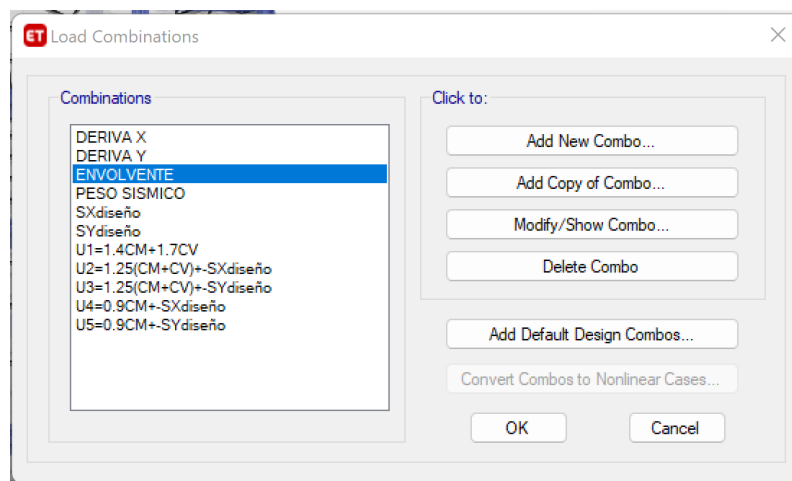 ET Load Combinations
Combinations
DERIVA X
DERIVA Y
ENVOLVENTE
PESO SISMICO
SXdiseño
SYdiseño
U1=1.4CM+1.7CV
U2=1.25(CM+CV)+-SXdiseño
U3=1.25(CM+CV)+-SYdiseño
U4=0.9CM+-SXdiseño
U5=0.9CM+-SYdiseño
Click to:
Add New Combo...
Add Copy of Combo...
Modify/Show Combo...
Delete Combo
Add Default Design Combos...
Convert Combos to Nonlinear Cases...
OK Cancel